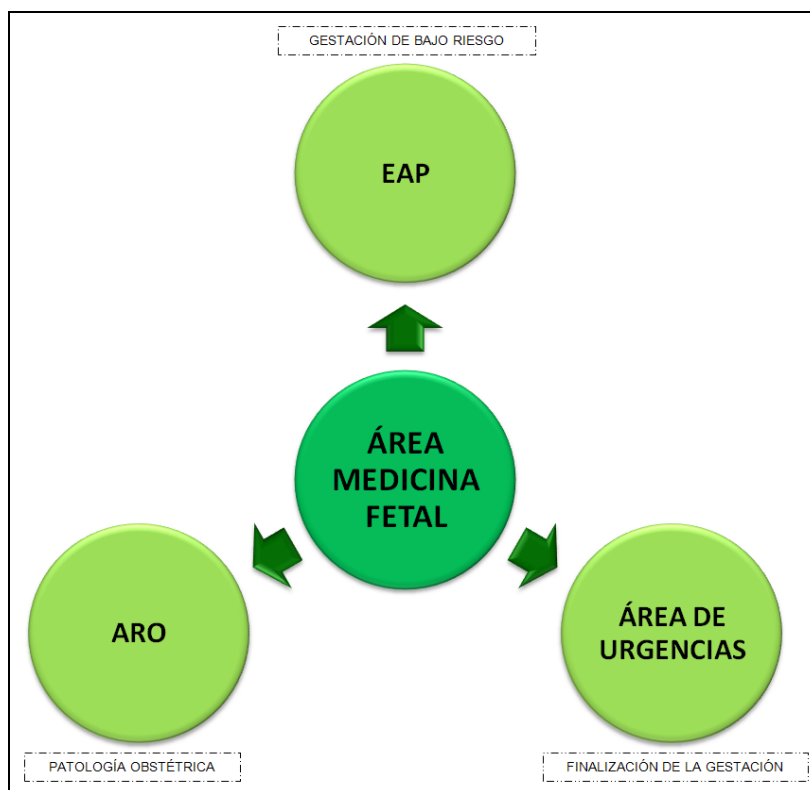 GESTACIÓN DE BAJO RIESGO
EAP
ÁREA
MEDICINA
FETAL
ARO
ÁREA DE
URGENCIAS
PATOLOGÍA OBSTÉTRICA
FINALIZACIÓN DE LA GESTACIÓN